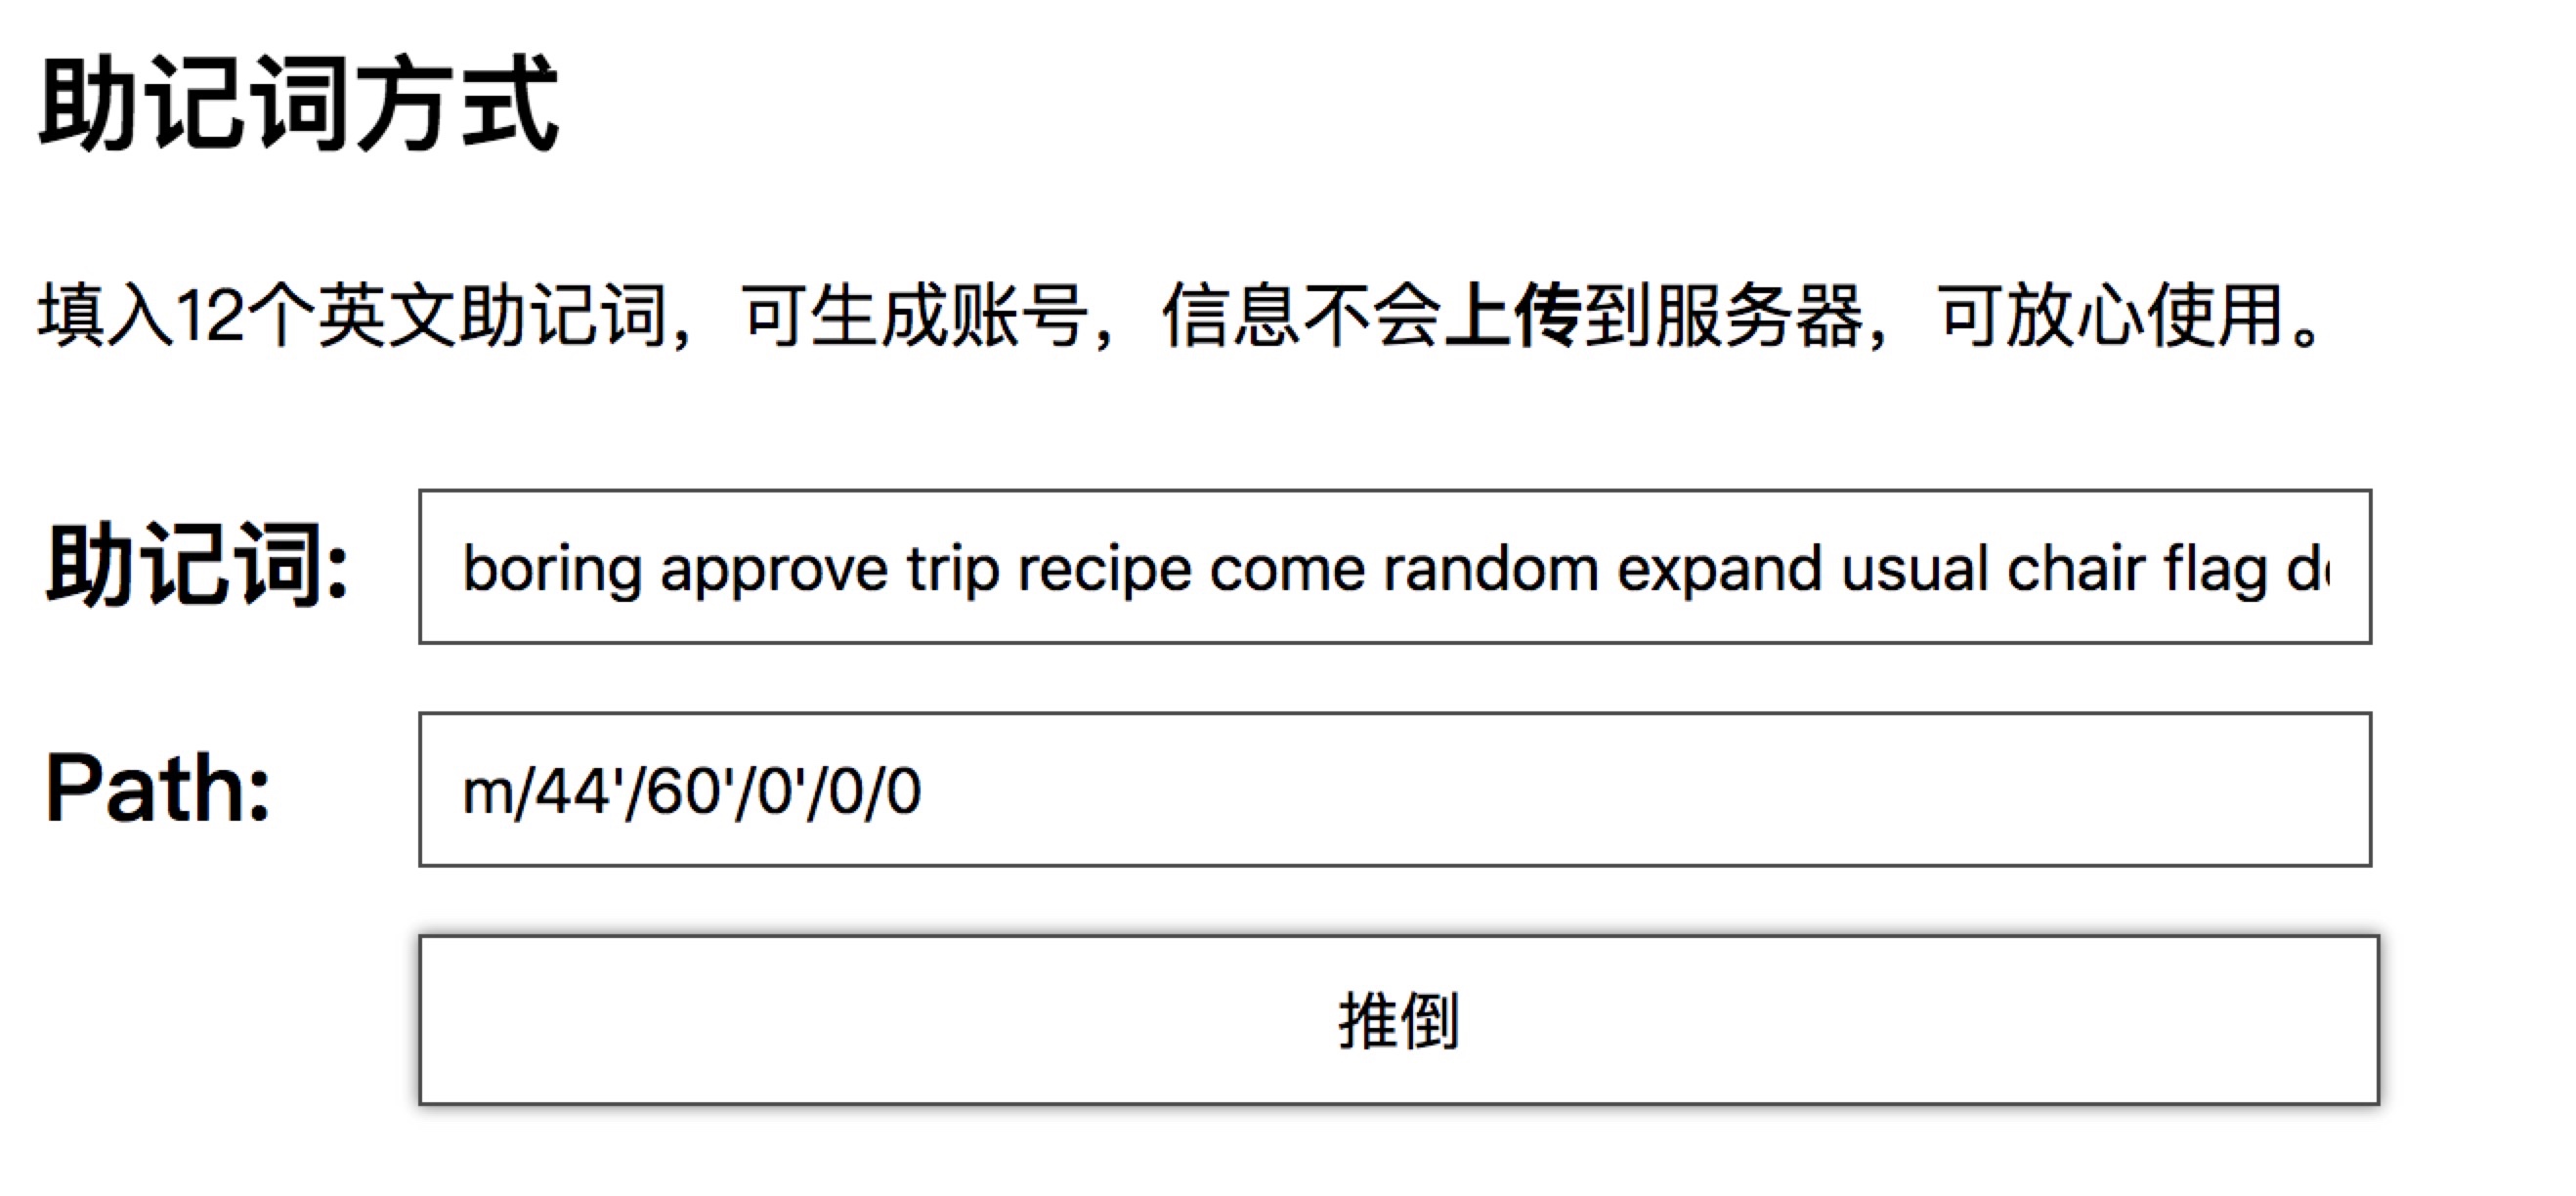 助记词方式
填入12个英文助记词，可生成账号，信息不会上传到服务器，可放心使用。
助记词:
boring approve trip recipe come random expand usual chair flag
Path:
m/44'/60'/0'/0/0
推倒